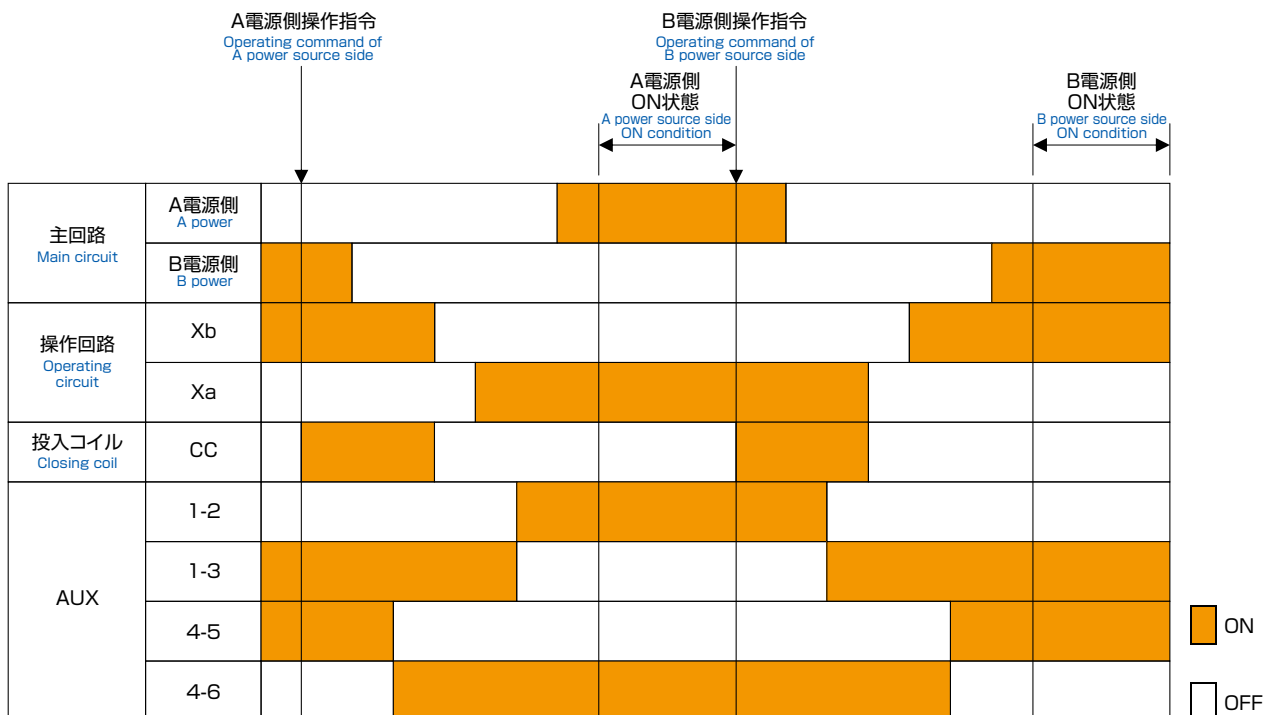 A電源側操作指令
Operating command of
A power source side
B電源側操作指令
Operating command of
B power source side
A電源側
ON状態
A power source side
ON condition
B電源側
ON状態
B power source side
ON condition
主回路
Main circuit
A電源側
A power
B電源側
B power
操作回路
Operating
circuit
Xb
Xa
投入コイル
Closing coil
CC
AUX
1-2
1-3
4-5
4-6
ON
OFF